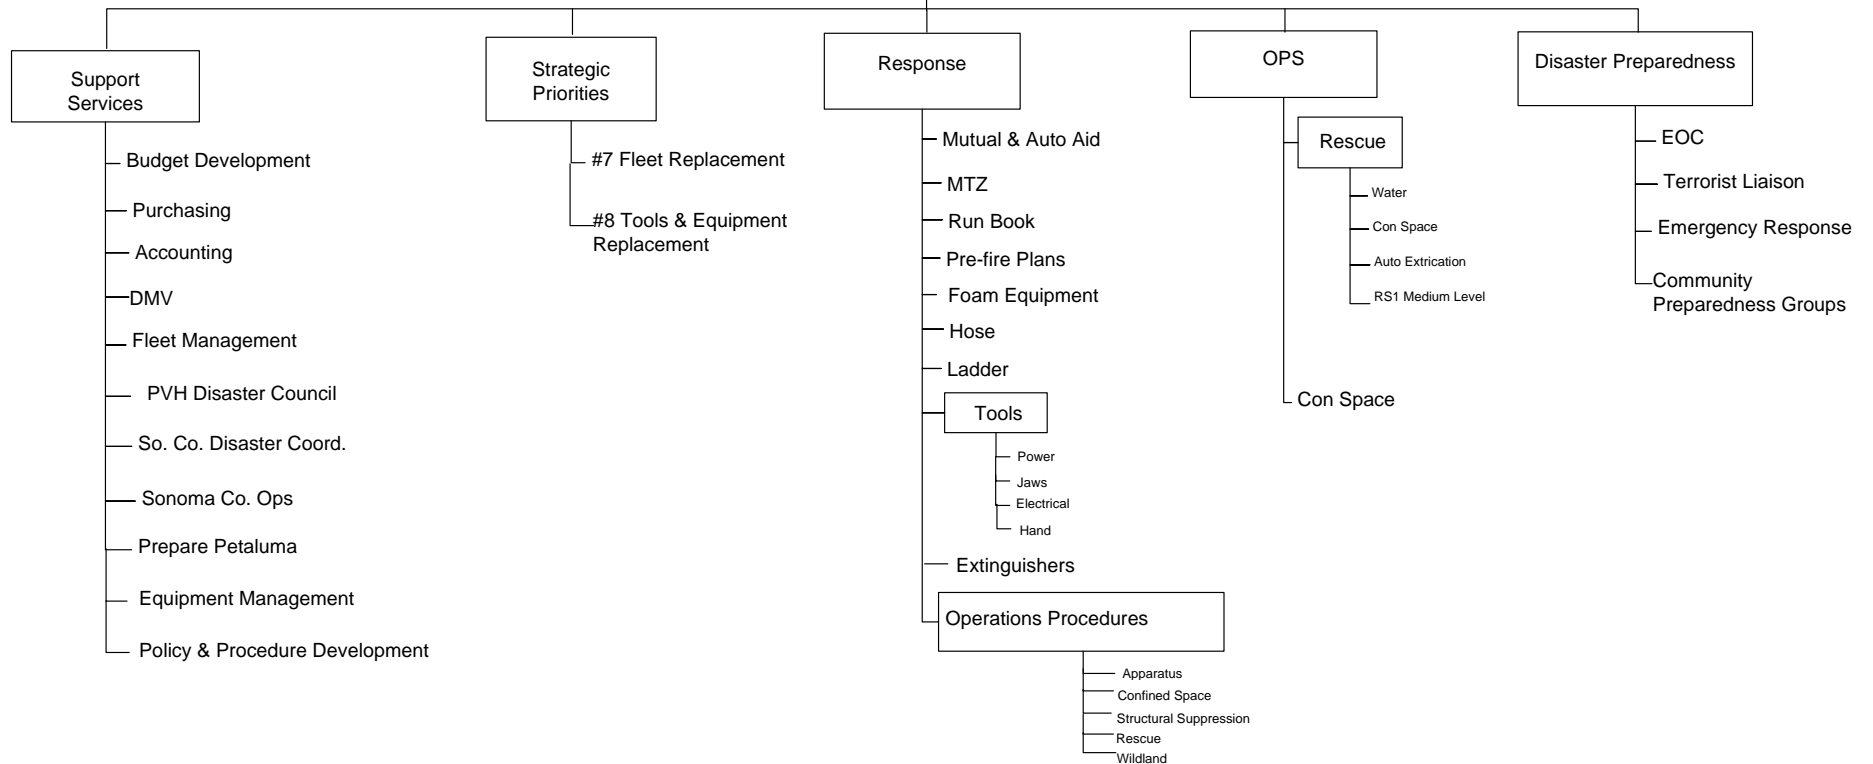 Support
Services
Budget Development
Purchasing
Accounting
DMV
Fleet Management
PVH Disaster Council
So. Co. Disaster Coord.
Sonoma Co. Ops
Prepare Petaluma
Equipment Management
Policy & Procedure Development
Strategic
Priorities
#7 Fleet Replacement
#8 Tools & Equipment
Replacement
Response
Mutual & Auto Aid
MTZ
Run Book
Pre-fire Plans
Foam Equipment
Hose
Ladder
Tools
Power
Jaws
Electrical
Hand
Extinguishers
Operations Procedures
Apparatus
Confined Space
Structural Suppression
Rescue
Wildland
OPS
Rescue
Water
Con Space
Auto Extrication
RS1 Medium Level
Con Space
Disaster Preparedness
EOC
Terrorist Liaison
Emergency Response
Community
Preparedness Groups